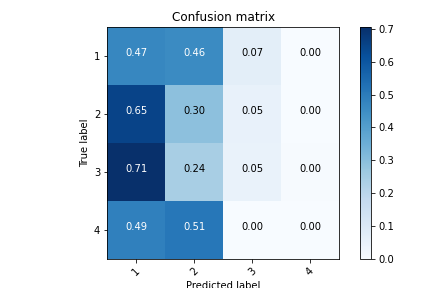 Confusion matrix
True label
1 0.47 0.46 0.07 0.00
2 0.65 0.30 0.05 0.00
3 0.71 0.24 0.05 0.00
4 0.49 0.51 0.00 0.00
1 2 3 4
Predicted label
0.7
0.6
0.5
0.4
0.3
0.2
0.1
0.0